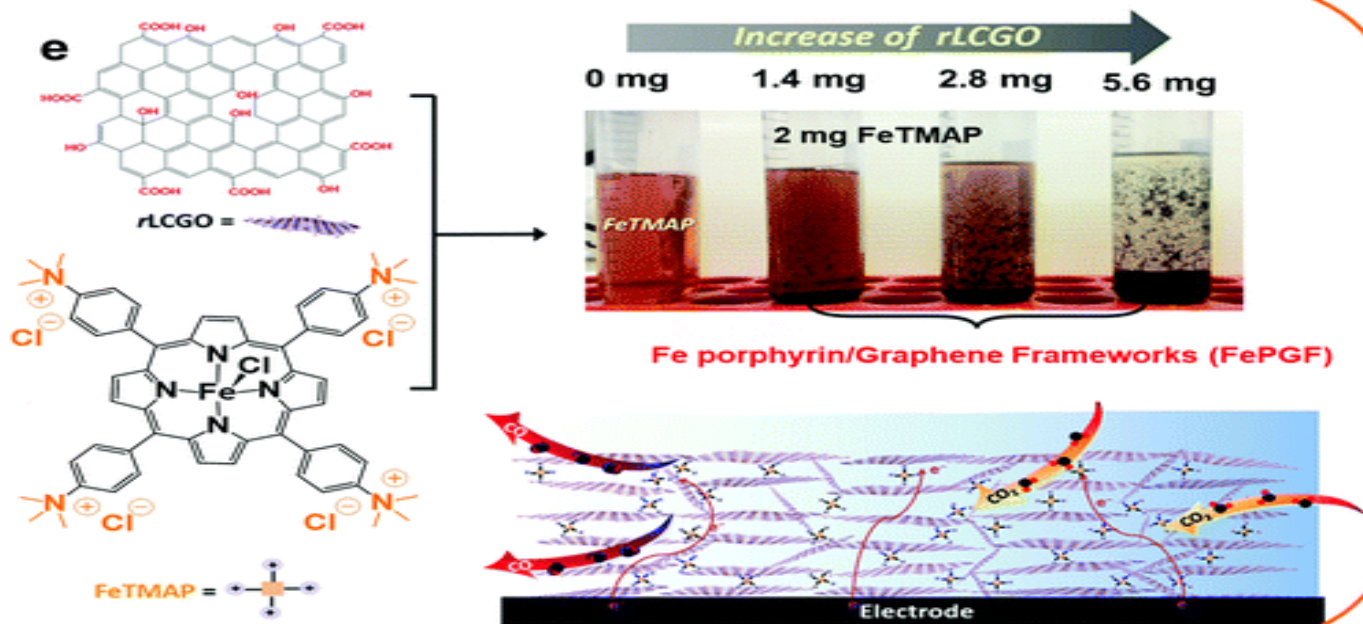 e
COOH
OH
OH
COOH
HOOC
OH
OH
OH
OH
HO
COOH
COOH
COOH
OH
COOH
rLCGO =
N
+
Cl
−
N
+
Cl
−
N
Cl
N
Fe
N
N
N
+
Cl
−
N
+
Cl
−
FeTMAP =
Increase of rLCGO
0 mg
1.4 mg
2.8 mg
5.6 mg
2 mg FeTMAP
FeTMAP
Fe porphyrin/Graphene Frameworks (FePGF)
CO
CO₂
e⁻
e⁻
e⁻
CO₂
CO
Electrode